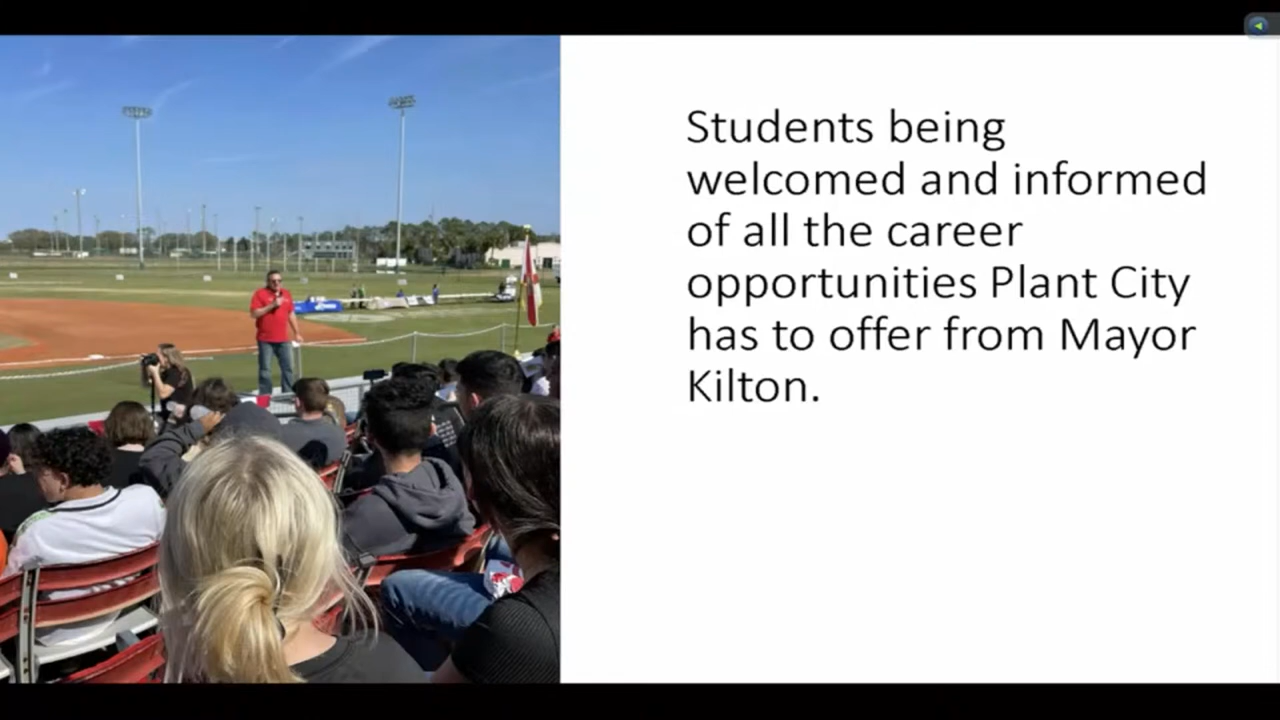 Students being
welcomed and informed
of all the career
opportunities Plant City
has to offer from Mayor
Kilton.